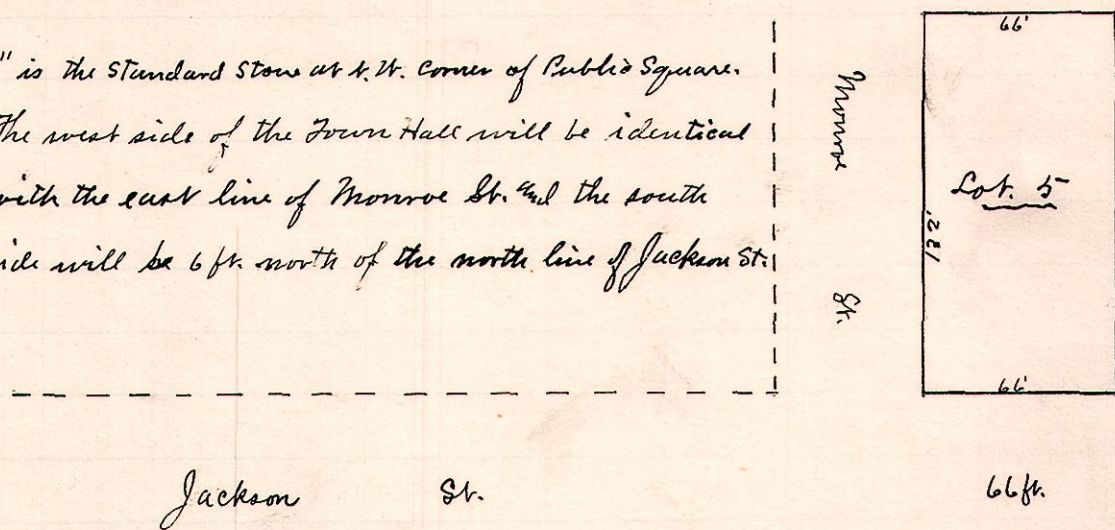 " is the Standard Stone at N.W. Corner of Public Square.
The west side of the Town Hall will be identical
with the east line of Monroe St. and the south
ide will be 6 ft. north of the north line of Jackson St.
Monroe St.
66'
Lot. 5
182'
66'
Jackson St.
66 ft.